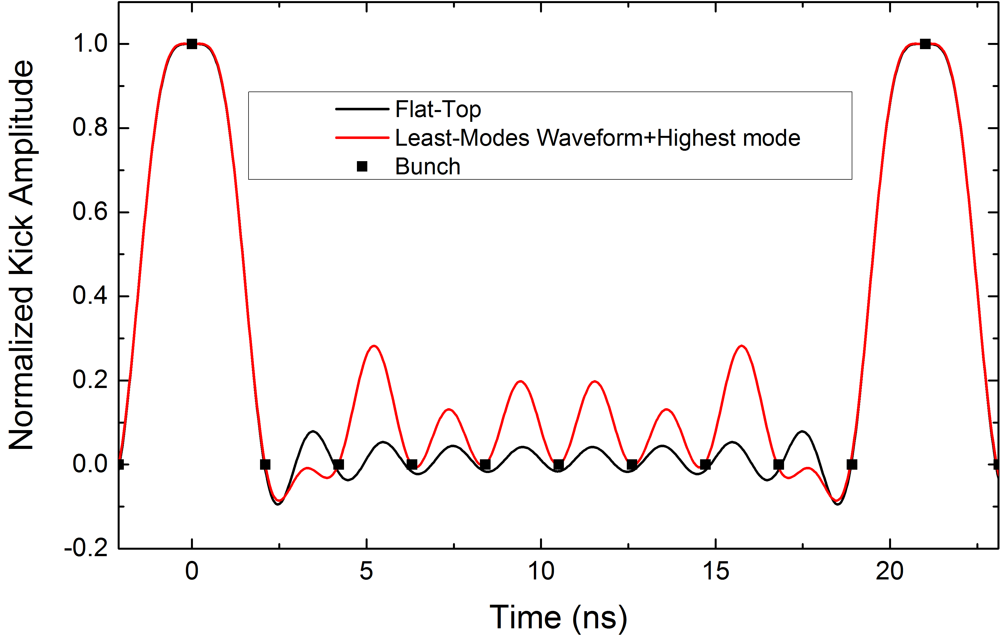 Normalized Kick Amplitude
1.0
0.8
0.6
0.4
0.2
0.0
-0.2
Flat-Top
Least-Modes Waveform+Highest mode
Bunch
0 5 10 15 20
Time (ns)